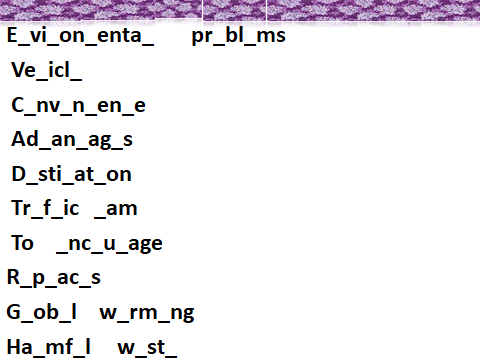 E_vi_on_enta_ pr_bl_ms
Ve_icl_
C_nv_n_en_e
Ad_an_ag_s
D_sti_at_on
Tr_f_ic _am
To _nc_u_age
R_p_ac_s
G_ob_l w_rm_ng
Ha_mf_l w_st_